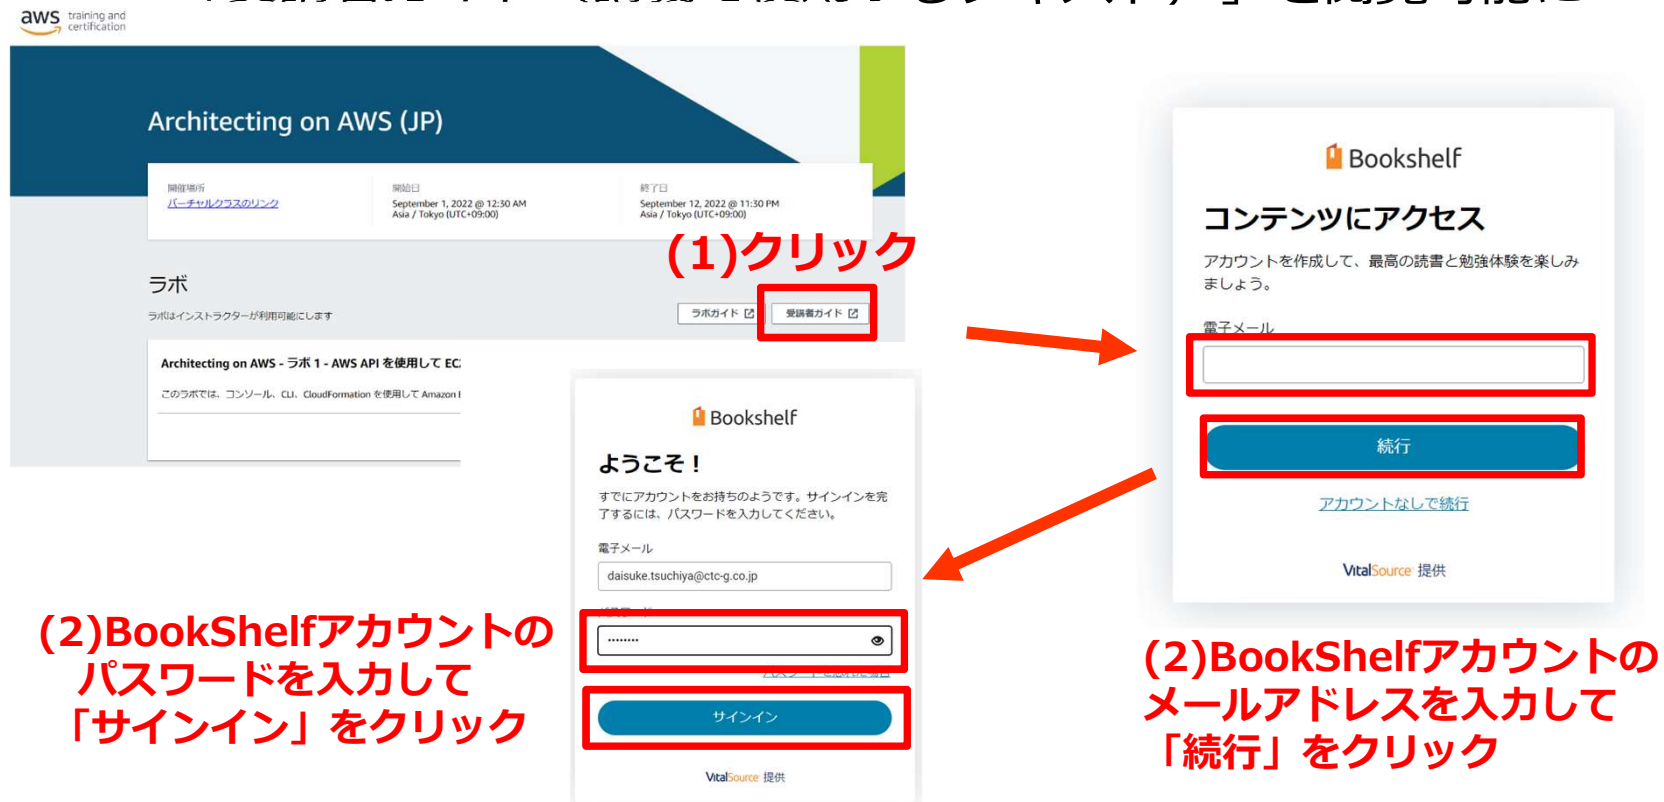 aws training and
certification
Architecting on AWS (JP)
開催場所
バーチャルクラスのリンク
開始日
September 1, 2022 @ 12:30 AM
Asia / Tokyo (UTC+09:00)
終了日
September 12, 2022 @ 11:30 PM
Asia / Tokyo (UTC+09:00)
(1)クリック
ラボ
ラボはインストラクターが利用可能にします
ラボガイド
受講者ガイド
Architecting on AWS - ラボ 1 - AWS API を使用して EC
このラボでは、コンソール、CLI、CloudFormation を使用して Amazon
Bookshelf
コンテンツにアクセス
アカウントを作成して、最高の読書と勉強体験を楽しみ
ましょう。
電子メール
続行
アカウントなしで続行
VitalSource 提供
(2)BookShelfアカウントの
メールアドレスを入力して
「続行」をクリック
Bookshelf
ようこそ！
すでにアカウントをお持ちのようです。サインインを完
了するには、パスワードを入力してください。
電子メール
daisuke.tsuchiya@ctc-g.co.jp
········
サインイン
VitalSource 提供
(2)BookShelfアカウントの
パスワードを入力して
「サインイン」をクリック